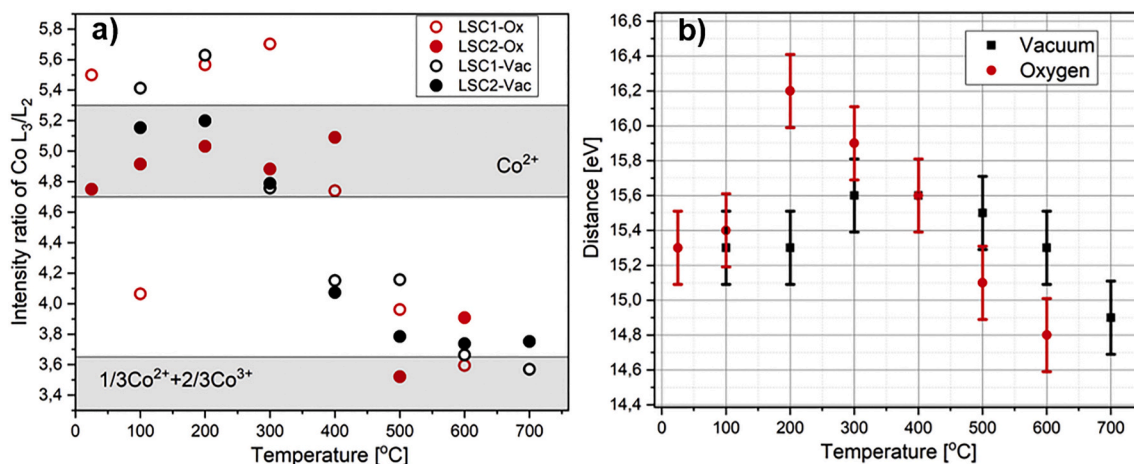 a)
LSC1-Ox
LSC2-Ox
LSC1-Vac
LSC2-Vac
Co²⁺
1/3Co²⁺+2/3Co³⁺
Intensity ratio of Co L₃/L₂
5,8
5,6
5,4
5,2
5,0
4,8
4,6
4,4
4,2
4,0
3,8
3,6
3,4
0 100 200 300 400 500 600 700
Temperature [°C]
b)
Vacuum
Oxygen
Distance [eV]
16,6
16,4
16,2
16,0
15,8
15,6
15,4
15,2
15,0
14,8
14,6
14,4
0 100 200 300 400 500 600 700
Temperature [°C]